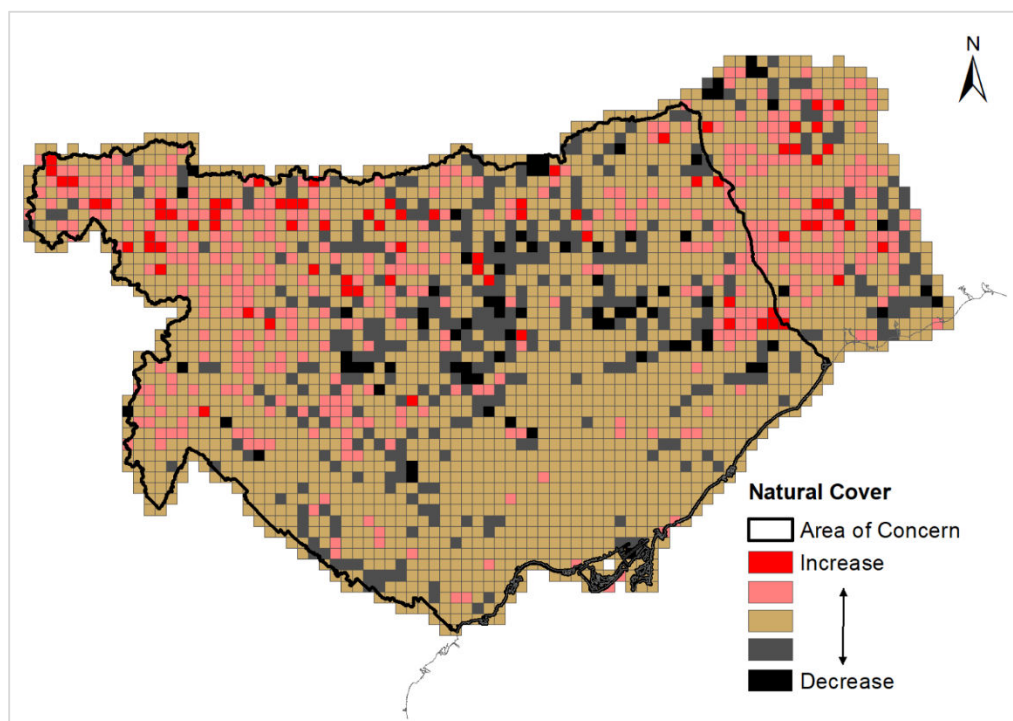 N
Natural Cover
Area of Concern
Increase
Decrease